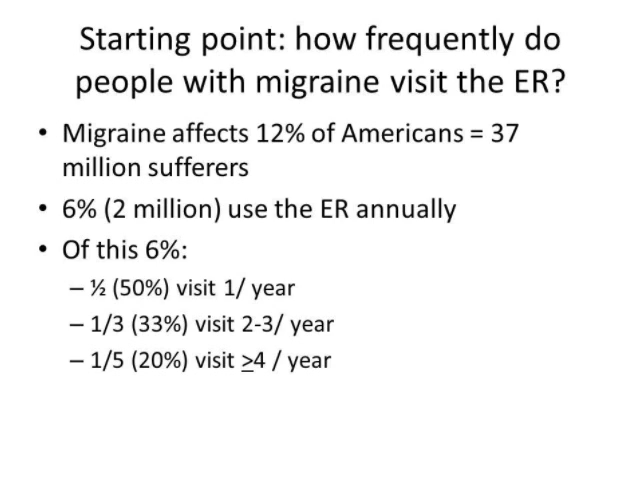 Starting point: how frequently do
people with migraine visit the ER?
• Migraine affects 12% of Americans = 37
million sufferers
• 6% (2 million) use the ER annually
• Of this 6%:
– ½ (50%) visit 1/ year
– 1/3 (33%) visit 2-3/ year
– 1/5 (20%) visit ≥4 / year